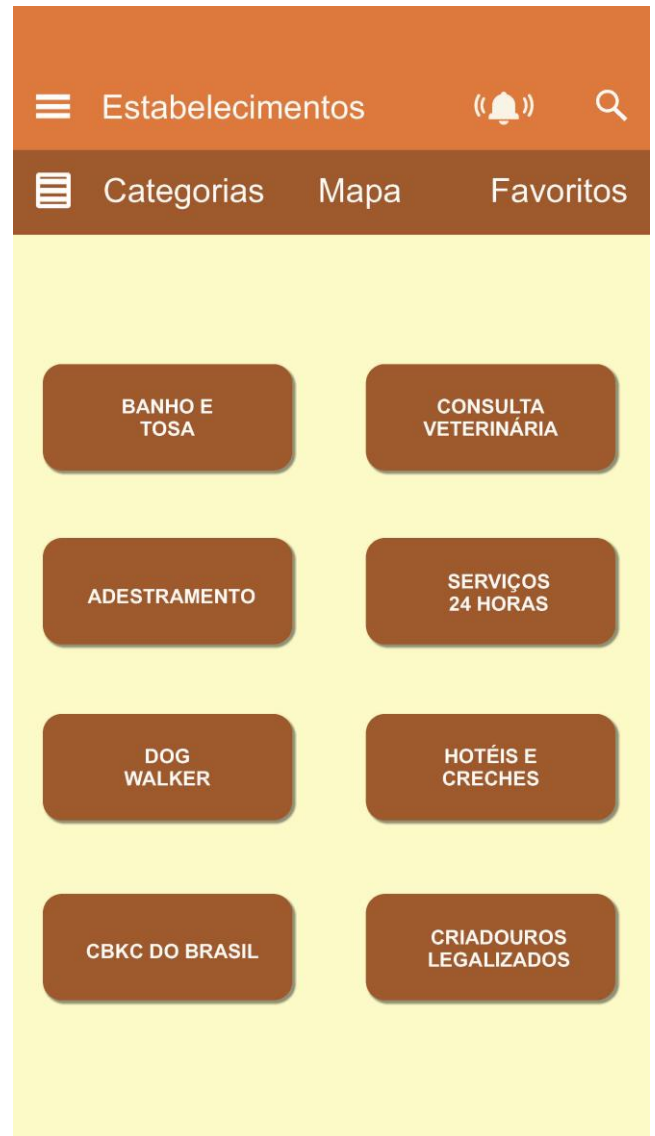 Estabelecimentos
Categorias Mapa Favoritos
BANHO E
TOSA
CONSULTA
VETERINÁRIA
ADESTRAMENTO
SERVIÇOS
24 HORAS
DOG
WALKER
HOTÉIS E
CRECHES
CBKC DO BRASIL
CRIADOUROS
LEGALIZADOS